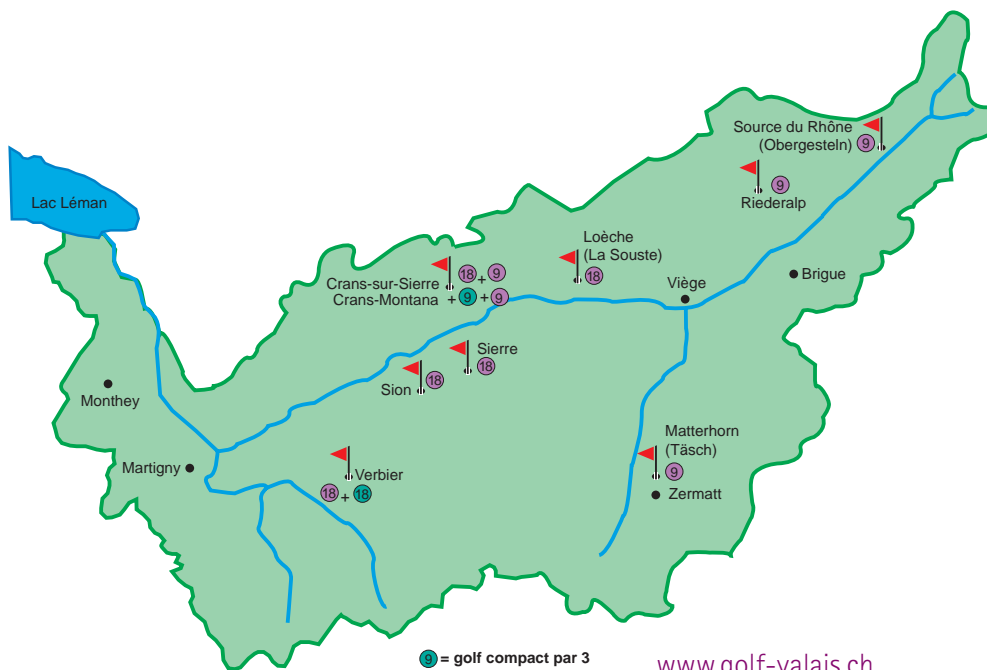 Source du Rhône
(Obergesteln) 9
9
Riederalp
Lac Léman
Loèche
(La Souste)
18
Crans-sur-Sierre 18 + 9
Crans-Montana + 9 + 9
Viège
Brigue
Sierre
18
Sion 18
Monthey
Martigny
Verbier
18 + 18
Matterhorn
(Täsch)
9
Zermatt
9 = golf compact par 3
www.golf-valais.ch